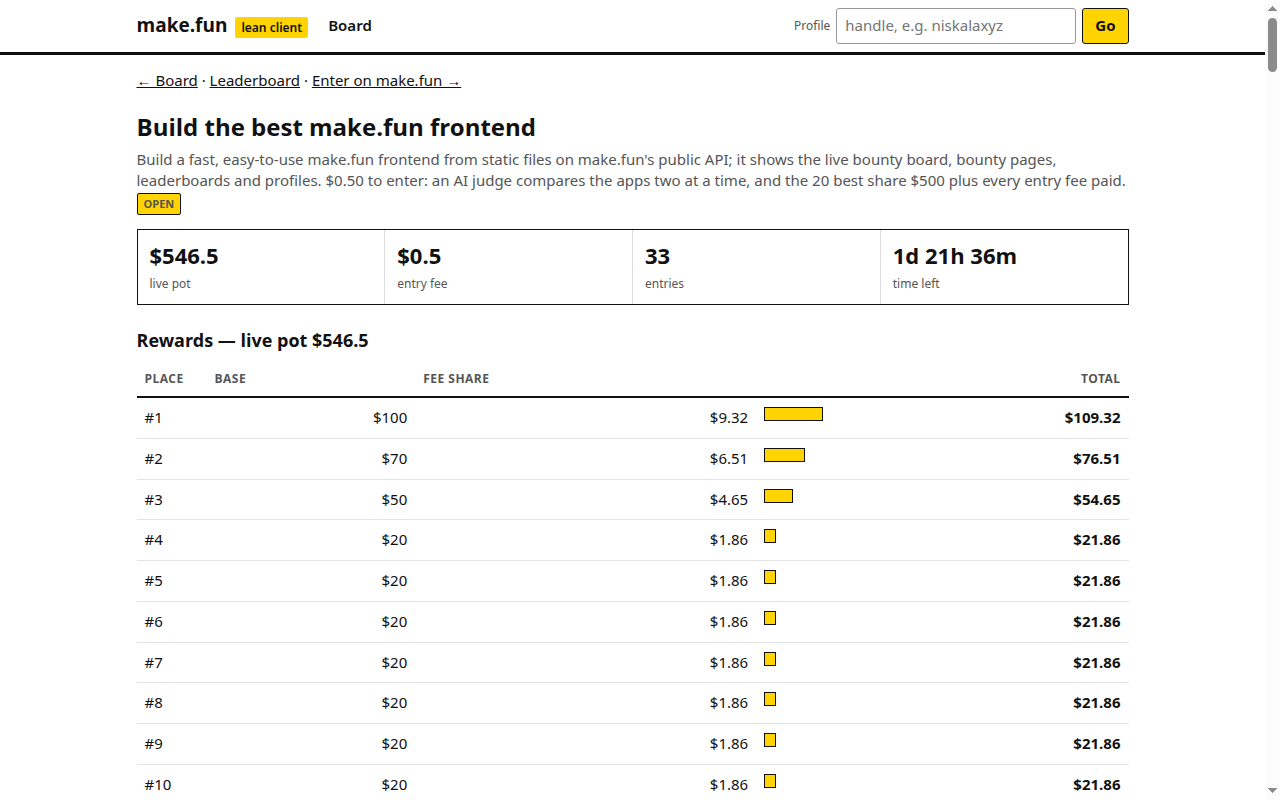 make.fun lean client Board Profile handle, e.g. niskalaxyz Go
← Board · Leaderboard · Enter on make.fun →
Build the best make.fun frontend
Build a fast, easy-to-use make.fun frontend from static files on make.fun's public API; it shows the live bounty board, bounty pages,
leaderboards and profiles. $0.50 to enter: an AI judge compares the apps two at a time, and the 20 best share $500 plus every entry fee paid.
OPEN
$546.5 $0.5 33 1d 21h 36m
live pot entry fee entries time left
Rewards — live pot $546.5
PLACE BASE FEE SHARE TOTAL
#1 $100 $9.32 $109.32
#2 $70 $6.51 $76.51
#3 $50 $4.65 $54.65
#4 $20 $1.86 $21.86
#5 $20 $1.86 $21.86
#6 $20 $1.86 $21.86
#7 $20 $1.86 $21.86
#8 $20 $1.86 $21.86
#9 $20 $1.86 $21.86
#10 $20 $1.86 $21.86